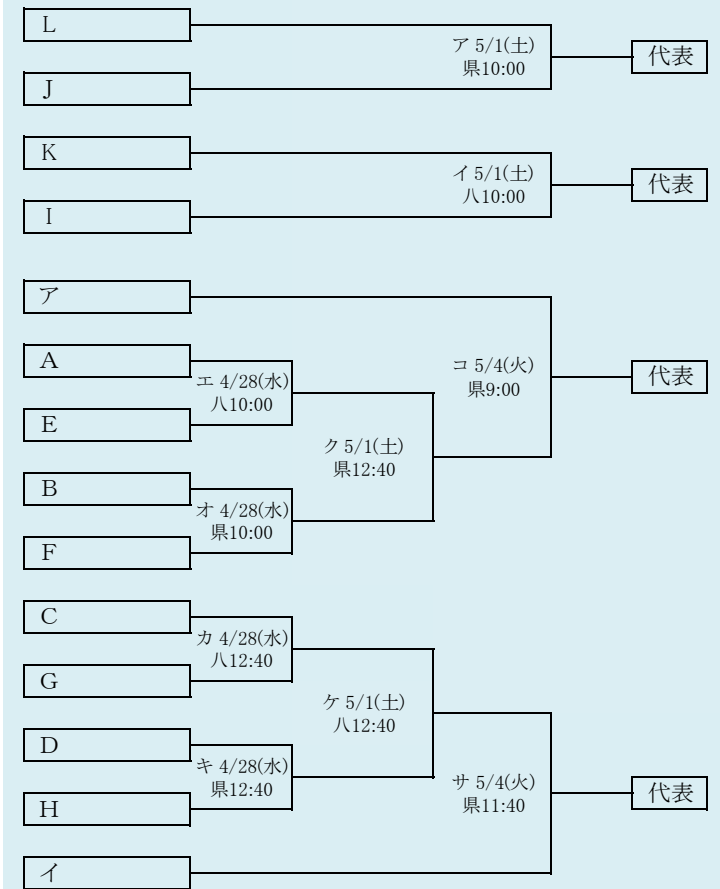 L
ア 5/1(土)
県10:00
代表
J
K
イ 5/1(土)
八10:00
代表
I
ア
A
エ 4/28(水)
八10:00
E
コ 5/4(火)
県9:00
代表
ク 5/1(土)
県12:40
B
オ 4/28(水)
県10:00
F
C
カ 4/28(水)
八12:40
G
ケ 5/1(土)
八12:40
D
キ 4/28(水)
県12:40
H
サ 5/4(火)
県11:40
代表
イ